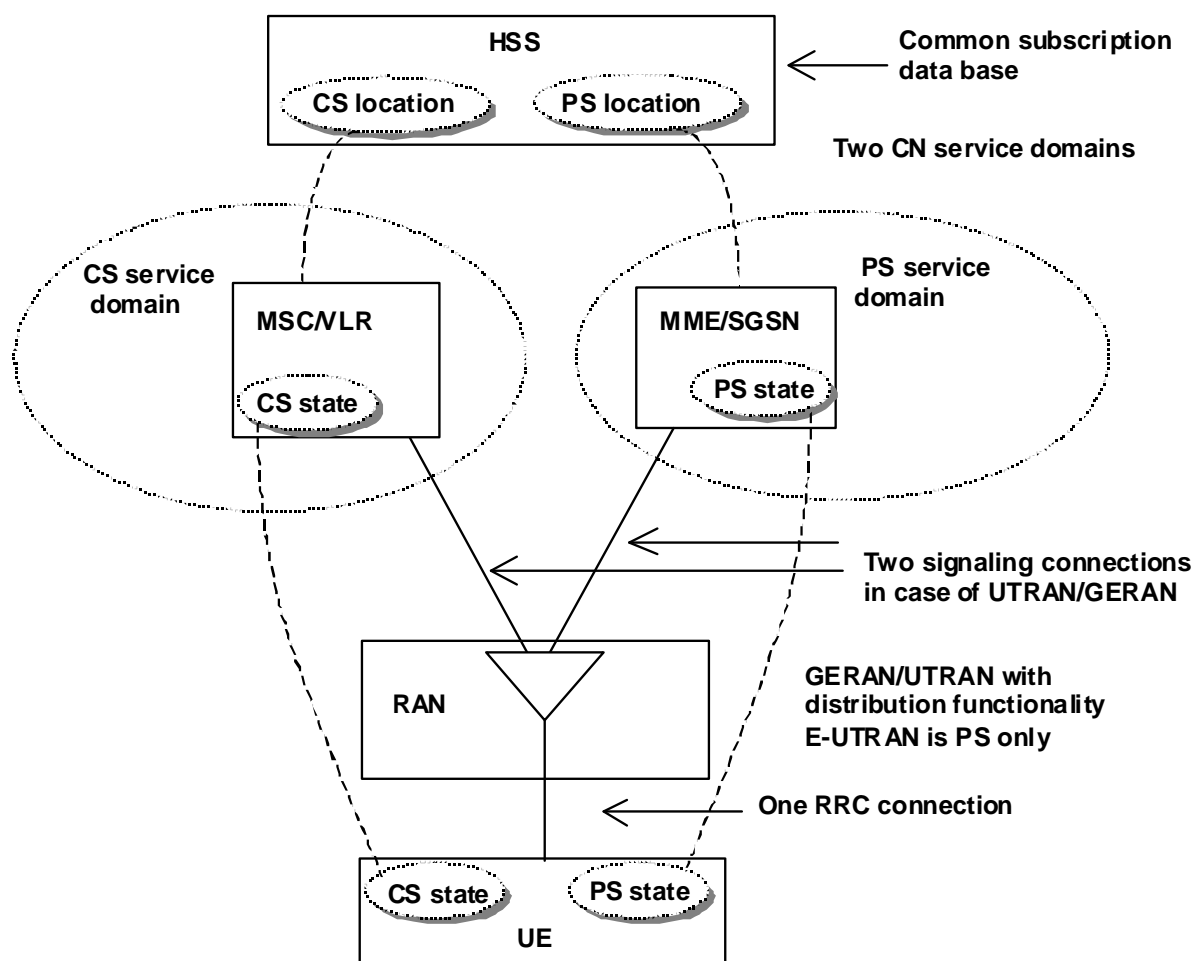 HSS
Common subscription
data base
CS location
PS location
Two CN service domains
CS service
domain
PS service
domain
MSC/VLR
MME/SGSN
CS state
PS state
Two signaling connections
in case of UTRAN/GERAN
RAN
GERAN/UTRAN with
distribution functionality
E-UTRAN is PS only
One RRC connection
CS state
PS state
UE